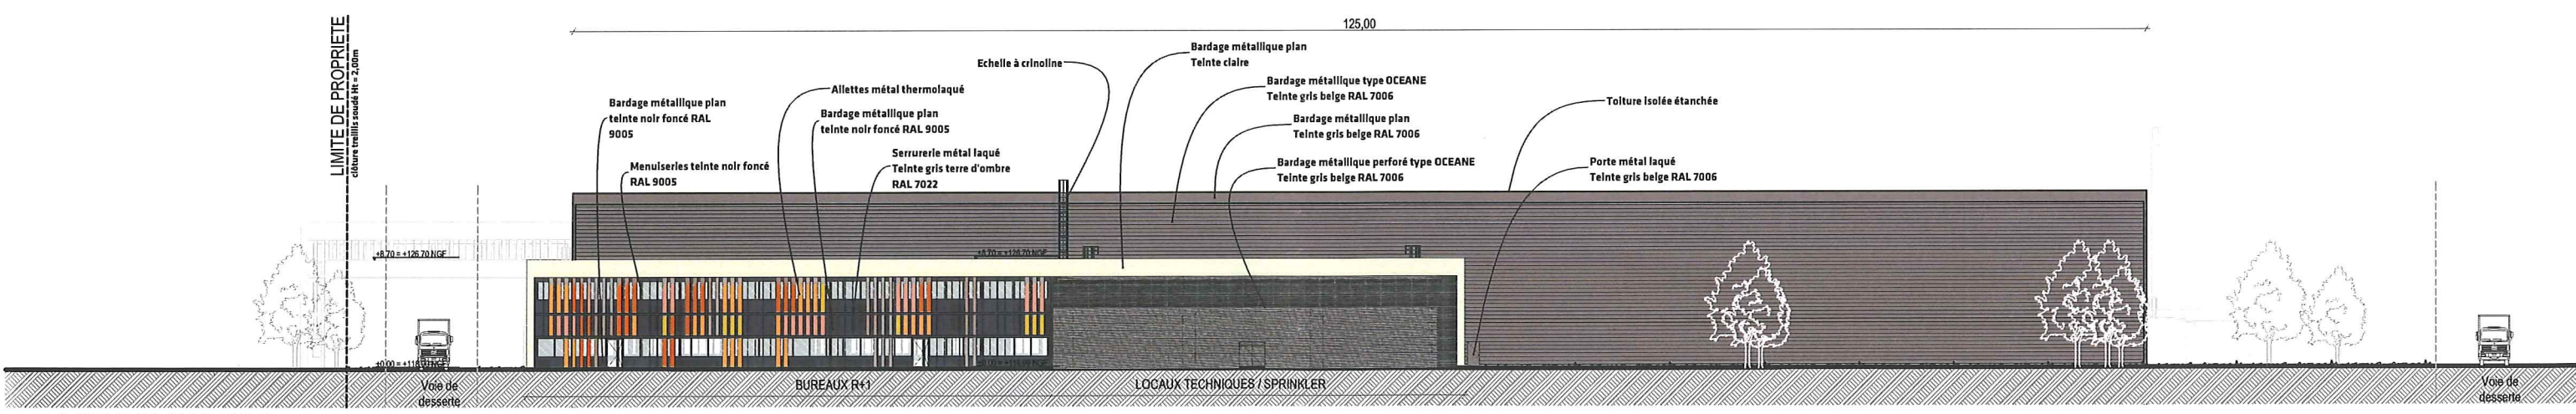 125,00
LIMITE DE PROPRIETE
clôture treillis soudé Ht = 2,00m
Bardage métallique plan
teinte noir foncé RAL
9005
Menuiseries teinte noir foncé
RAL 9005
Allettes métal thermolaqué
Bardage métallique plan
teinte noir foncé RAL 9005
Serrurerie métal laqué
Teinte gris terre d'ombre
RAL 7022
Echelle à crinoline
Bardage métallique plan
Teinte claire
Bardage métallique type OCEANE
Teinte gris beige RAL 7006
Bardage métallique plan
Teinte gris beige RAL 7006
Bardage métallique perforé type OCEANE
Teinte gris beige RAL 7006
Toiture isolée étanchée
Porte métal laqué
Teinte gris beige RAL 7006
+8.70 = +126.70 NGF
+8.70 = +126.70 NGF
Voie de
desserte
BUREAUX R+1
LOCAUX TECHNIQUES / SPRINKLER
Voie de
desserte